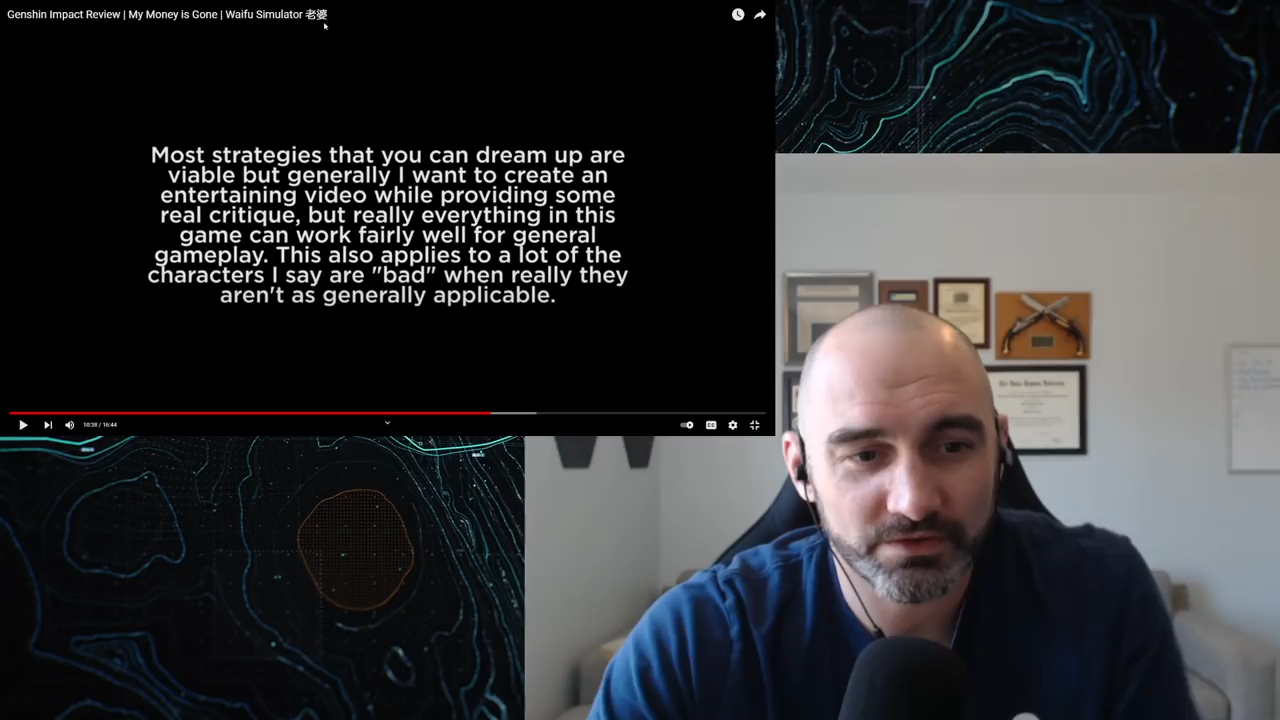 Genshin Impact Review | My Money is Gone | Waifu Simulator 老婆
Most strategies that you can dream up are
viable but generally I want to create an
entertaining video while providing some
real critique, but really everything in this
game can work fairly well for general
gameplay. This also applies to a lot of the
characters I say are "bad" when really they
aren't as generally applicable.
10:38 / 16:44
CC